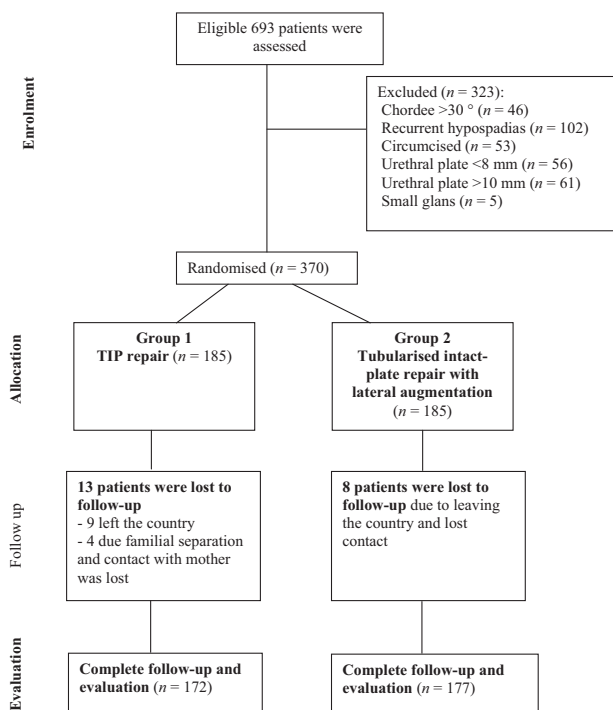 Eligible 693 patients were
assessed
Enrolment
Excluded (n = 323):
Chordee >30 ° (n = 46)
Recurrent hypospadias (n = 102)
Circumcised (n = 53)
Urethral plate <8 mm (n = 56)
Urethral plate >10 mm (n = 61)
Small glans (n = 5)
Randomised (n = 370)
Allocation
Group 1
TIP repair (n = 185)
Group 2
Tubularised intact-
plate repair with
lateral augmentation
(n = 185)
Follow up
13 patients were lost to
follow-up
- 9 left the country
- 4 due familial separation
and contact with mother
was lost
8 patients were lost to
follow-up due to leaving
the country and lost
contact
Evaluation
Complete follow-up and
evaluation (n = 172)
Complete follow-up and
evaluation (n = 177)